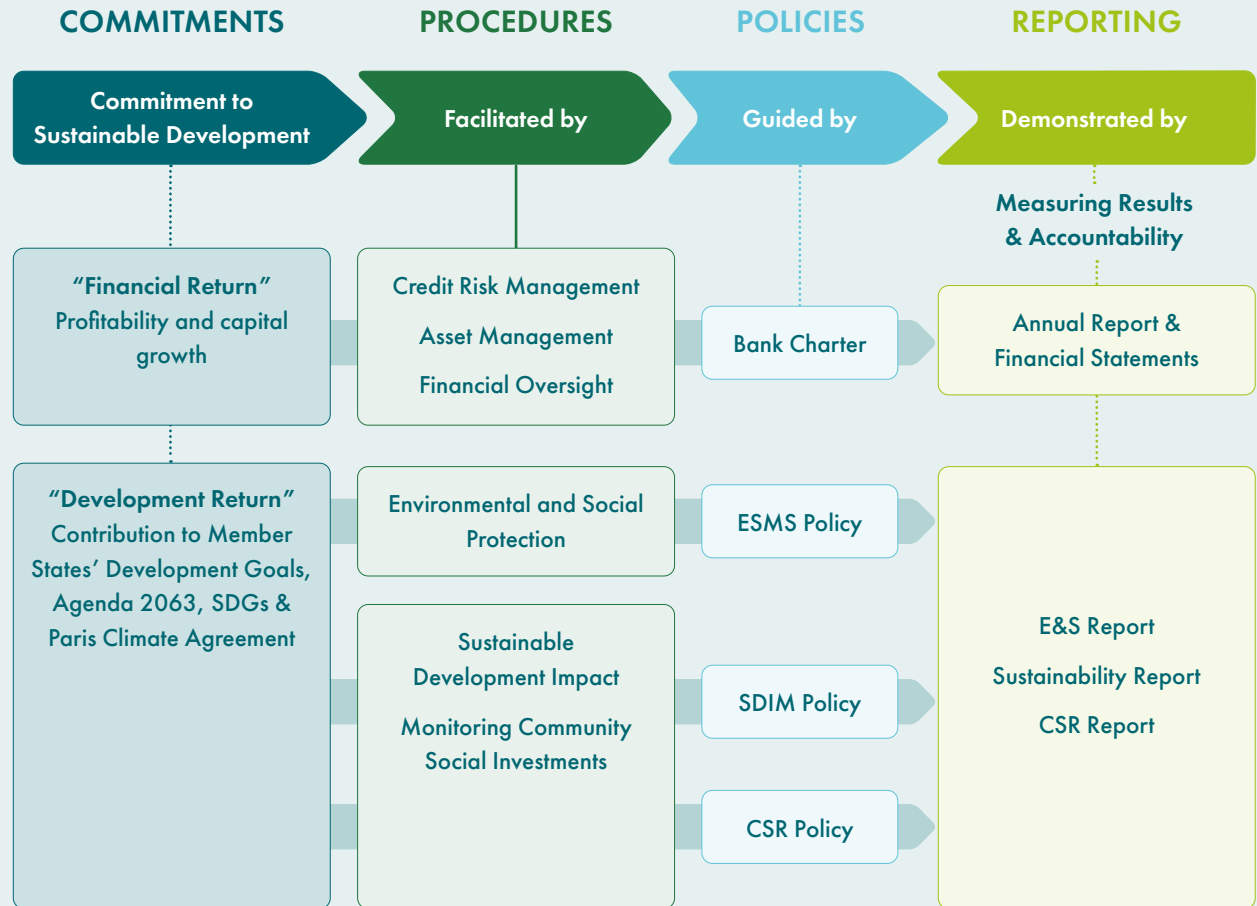 COMMITMENTS
PROCEDURES
POLICIES
REPORTING
Commitment to
Sustainable Development
Facilitated by
Guided by
Demonstrated by
Measuring Results
& Accountability
“Financial Return”
Profitability and capital
growth
Credit Risk Management
Asset Management
Financial Oversight
Bank Charter
Annual Report &
Financial Statements
“Development Return”
Contribution to Member
States’ Development Goals,
Agenda 2063, SDGs &
Paris Climate Agreement
Environmental and Social
Protection
ESMS Policy
Sustainable
Development Impact
Monitoring Community
Social Investments
SDIM Policy
CSR Policy
E&S Report
Sustainability Report
CSR Report